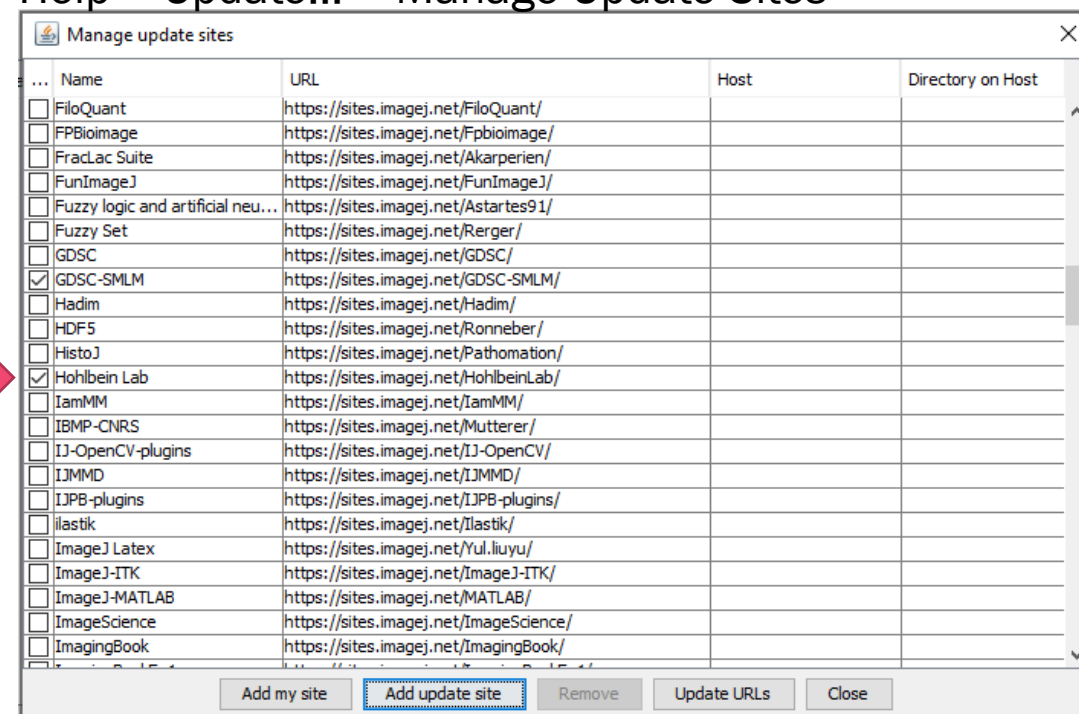 Help Update... Manage Update Sites
Manage update sites
... Name URL Host Directory on Host
FiloQuant https://sites.imagej.net/FiloQuant/
FPBioimage https://sites.imagej.net/Fpbioimage/
FracLac Suite https://sites.imagej.net/Akarperien/
FunImageJ https://sites.imagej.net/FunImageJ/
Fuzzy logic and artificial neu... https://sites.imagej.net/Astartes91/
Fuzzy Set https://sites.imagej.net/Rerger/
GDSC https://sites.imagej.net/GDSC/
GDSC-SMLM https://sites.imagej.net/GDSC-SMLM/
Hadim https://sites.imagej.net/Hadim/
HDF5 https://sites.imagej.net/Ronneber/
HistoJ https://sites.imagej.net/Pathomation/
Hohlbein Lab https://sites.imagej.net/HohlbeinLab/
IamMM https://sites.imagej.net/IamMM/
IBMP-CNRS https://sites.imagej.net/Mutterer/
IJ-OpenCV-plugins https://sites.imagej.net/IJ-OpenCV/
IJMMD https://sites.imagej.net/IJMMD/
IJPB-plugins https://sites.imagej.net/IJPB-plugins/
ilastik https://sites.imagej.net/Ilastik/
ImageJ Latex https://sites.imagej.net/Yul.liuyu/
ImageJ-ITK https://sites.imagej.net/ImageJ-ITK/
ImageJ-MATLAB https://sites.imagej.net/MATLAB/
ImageScience https://sites.imagej.net/ImageScience/
ImagingBook https://sites.imagej.net/ImagingBook/
Add my site Add update site Remove Update URLs Close